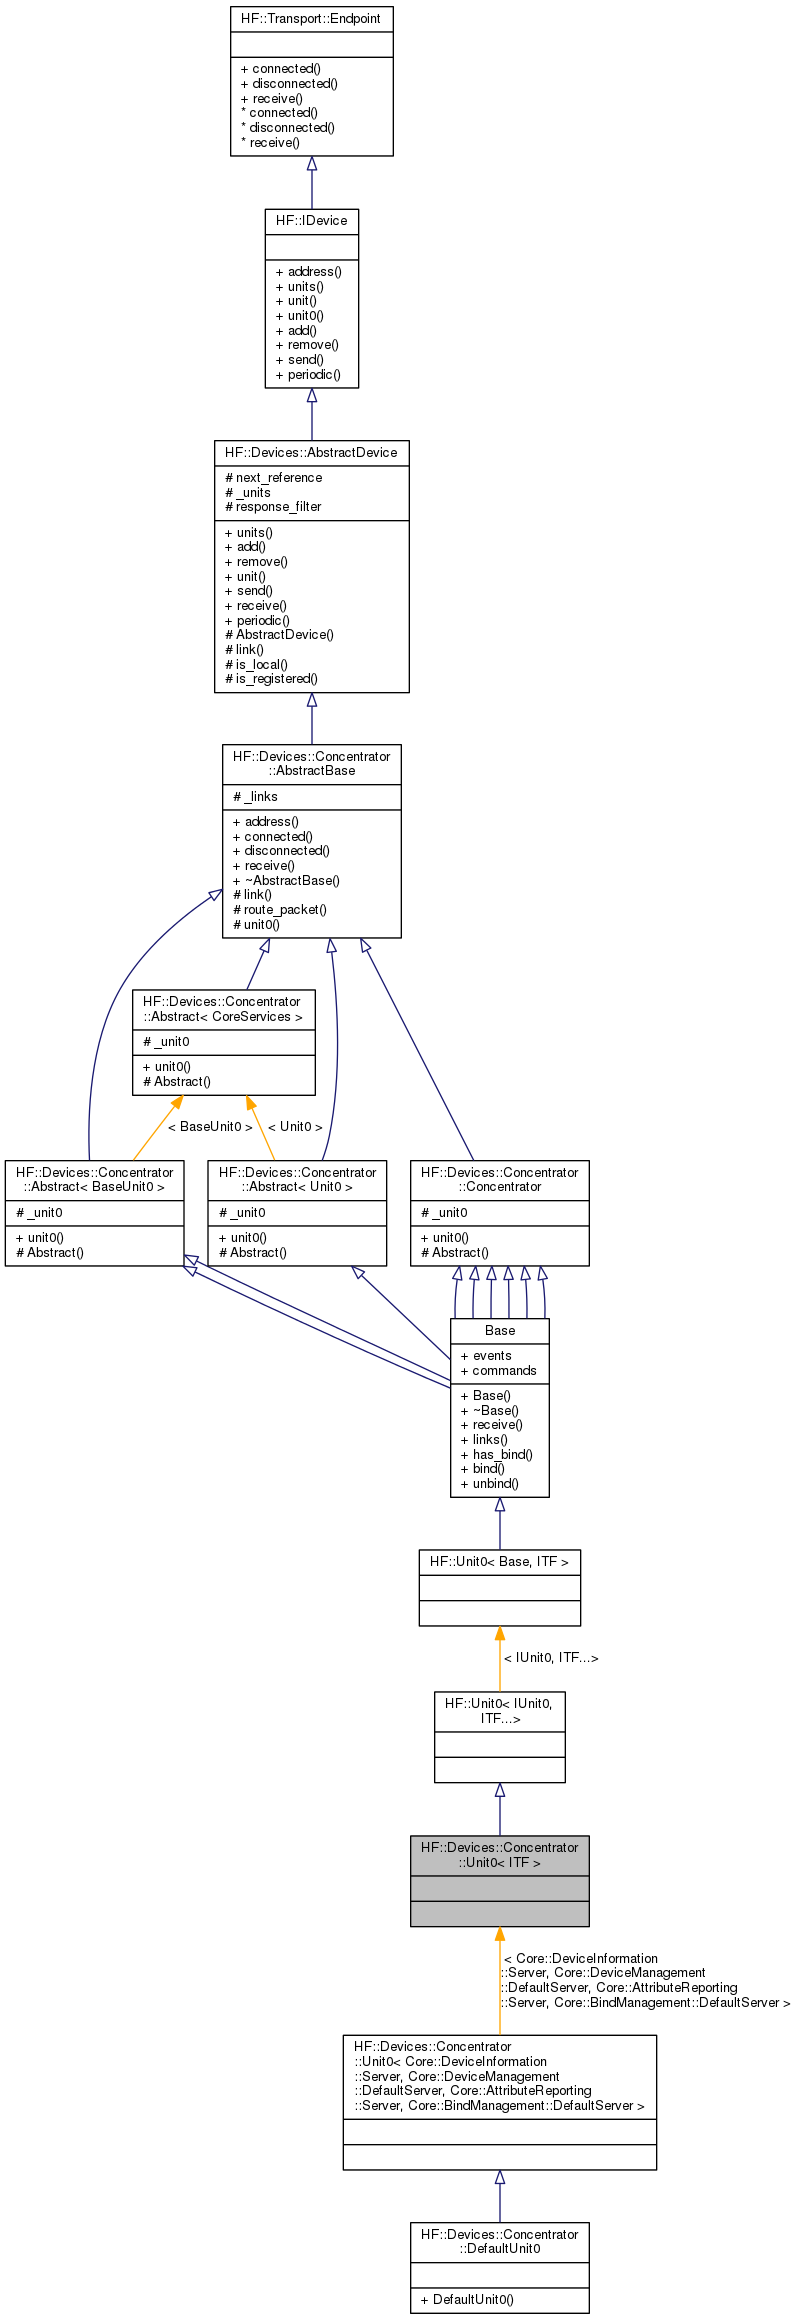 HF::Transport::Endpoint
+ connected()
+ disconnected()
+ receive()
* connected()
* disconnected()
* receive()
HF::IDevice
+ address()
+ units()
+ unit()
+ unit0()
+ add()
+ remove()
+ send()
+ periodic()
HF::Devices::AbstractDevice
# next_reference
# _units
# response_filter
+ units()
+ add()
+ remove()
+ unit()
+ send()
+ receive()
+ periodic()
# AbstractDevice()
# link()
# is_local()
# is_registered()
HF::Devices::Concentrator
::AbstractBase
# _links
+ address()
+ connected()
+ disconnected()
+ receive()
+ ~AbstractBase()
# link()
# route_packet()
# unit0()
HF::Devices::Concentrator
::Abstract< CoreServices >
# _unit0
+ unit0()
# Abstract()
< BaseUnit0 >
< Unit0 >
HF::Devices::Concentrator
::Abstract< BaseUnit0 >
# _unit0
+ unit0()
# Abstract()
HF::Devices::Concentrator
::Abstract< Unit0 >
# _unit0
+ unit0()
# Abstract()
HF::Devices::Concentrator
::Concentrator
# _unit0
+ unit0()
# Abstract()
Base
+ events
+ commands
+ Base()
+ ~Base()
+ receive()
+ links()
+ has_bind()
+ bind()
+ unbind()
HF::Unit0< Base, ITF >
< IUnit0, ITF...>
HF::Unit0< IUnit0,
ITF...>
HF::Devices::Concentrator
::Unit0< ITF >
< Core::DeviceInformation
::Server, Core::DeviceManagement
::DefaultServer, Core::AttributeReporting
::Server, Core::BindManagement::DefaultServer >
HF::Devices::Concentrator
::Unit0< Core::DeviceInformation
::Server, Core::DeviceManagement
::DefaultServer, Core::AttributeReporting
::Server, Core::BindManagement::DefaultServer >
HF::Devices::Concentrator
::DefaultUnit0
+ DefaultUnit0()